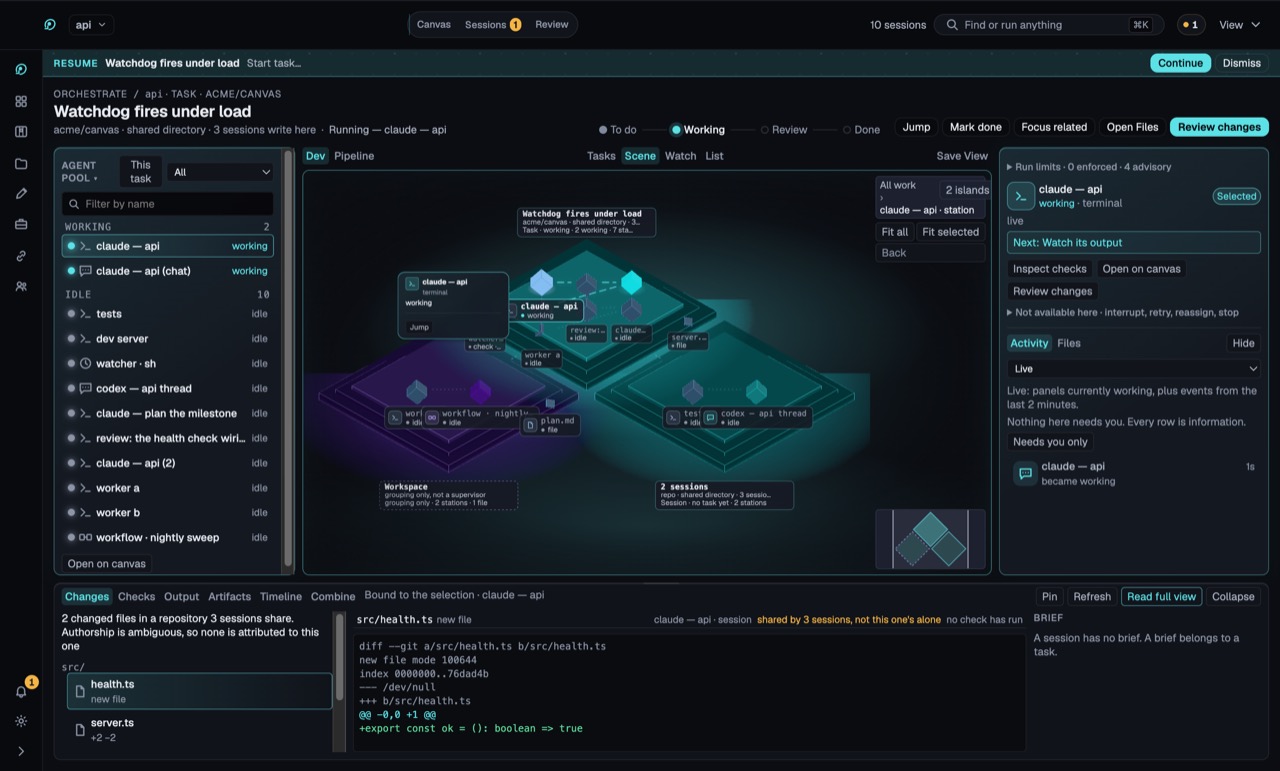 api
Canvas Sessions 1 Review
10 sessions
Find or run anything ⌘K
1
View
RESUME Watchdog fires under load Start task…
Continue Dismiss
ORCHESTRATE / api · TASK · ACME/CANVAS
Watchdog fires under load
acme/canvas · shared directory · 3 sessions write here · Running — claude — api
To do Working Review Done
Jump Mark done Focus related Open Files Review changes
AGENT POOL
This task
All
Filter by name
WORKING 2
claude — api working
claude — api (chat) working
IDLE 10
tests idle
dev server idle
watcher · sh idle
codex — api thread idle
claude — plan the milestone idle
review: the health check wiri… idle
claude — api (2) idle
worker a idle
worker b idle
workflow · nightly sweep idle
Open on canvas
Dev Pipeline
Tasks Scene Watch List
Save View
All work
›
2 islands
claude — api · station
Fit all Fit selected
Back
Watchdog fires under load
acme/canvas · shared directory · 3…
Task · working · 2 working · 7 sta…
claude — api
terminal
working
Jump
claude — api
working
review:…
idle
claude…
idle
server.…
file
check
worker a
idle
idle
workflow · nightly
idle
plan.md
file
codex — api thread
idle
Workspace
grouping only, not a supervisor
grouping only · 2 stations · 1 file
2 sessions
repo · shared directory · 3 sessio…
Session · no task yet · 2 stations
Run limits · 0 enforced · 4 advisory
claude — api
working · terminal
Selected
live
Next: Watch its output
Inspect checks Open on canvas
Review changes
Not available here · interrupt, retry, reassign, stop
Activity Files Hide
Live
Live: panels currently working, plus events from the
last 2 minutes.
Nothing here needs you. Every row is information.
Needs you only
claude — api 1s
became working
Changes Checks Output Artifacts Timeline Combine Bound to the selection · claude — api
Pin Refresh Read full view Collapse
2 changed files in a repository 3 sessions share.
Authorship is ambiguous, so none is attributed to this
one
src/
health.ts
new file
server.ts
+2 −2
src/health.ts new file
claude — api · session shared by 3 sessions, not this one's alone no check has run
diff --git a/src/health.ts b/src/health.ts
new file mode 100644
index 0000000..76dad4b
--- /dev/null
+++ b/src/health.ts
@@ -0,0 +1 @@
+export const ok = (): boolean => true
BRIEF
A session has no brief. A brief belongs to a
task.
1